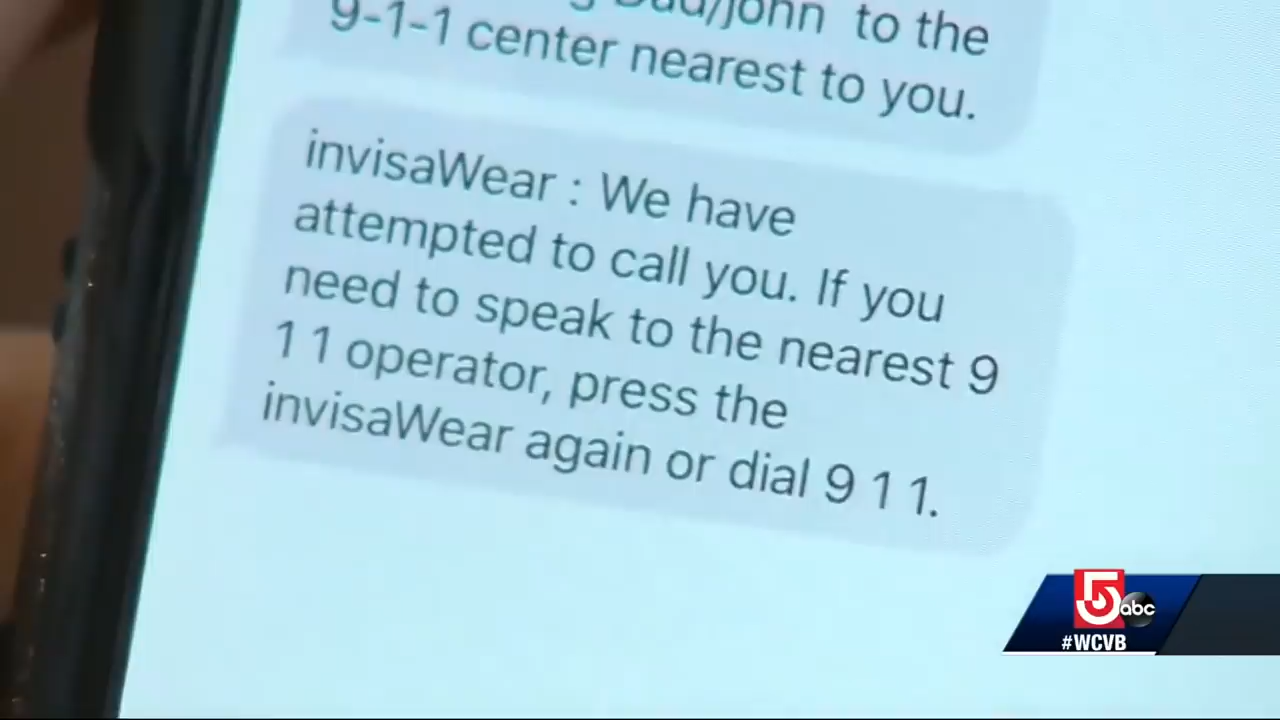 Dad/john to the
9-1-1 center nearest to you.
invisaWear : We have
attempted to call you. If you
need to speak to the nearest 9
1 1 operator, press the
invisaWear again or dial 9 1 1.
5 abc
#WCVB